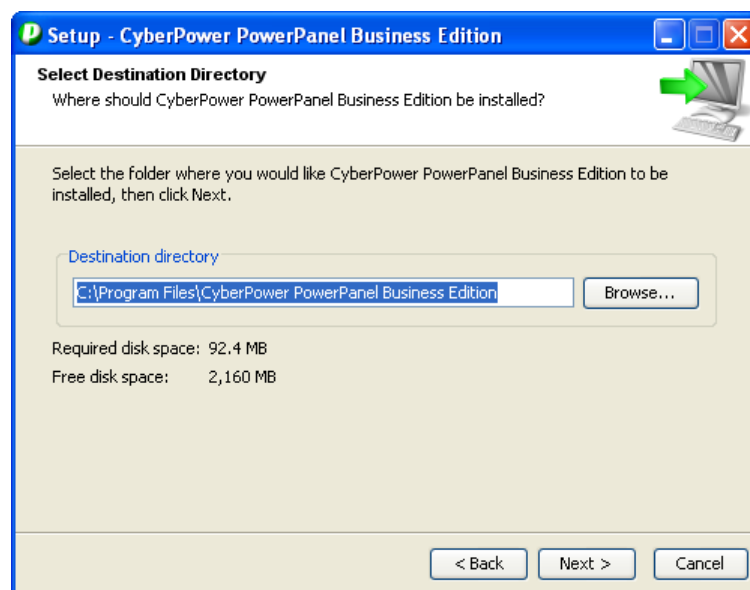 Setup - CyberPower PowerPanel Business Edition
Select Destination Directory
Where should CyberPower PowerPanel Business Edition be installed?
Select the folder where you would like CyberPower PowerPanel Business Edition to be
installed, then click Next.
Destination directory
C:\Program Files\CyberPower PowerPanel Business Edition
Browse...
Required disk space: 92.4 MB
Free disk space: 2,160 MB
< Back
Next >
Cancel